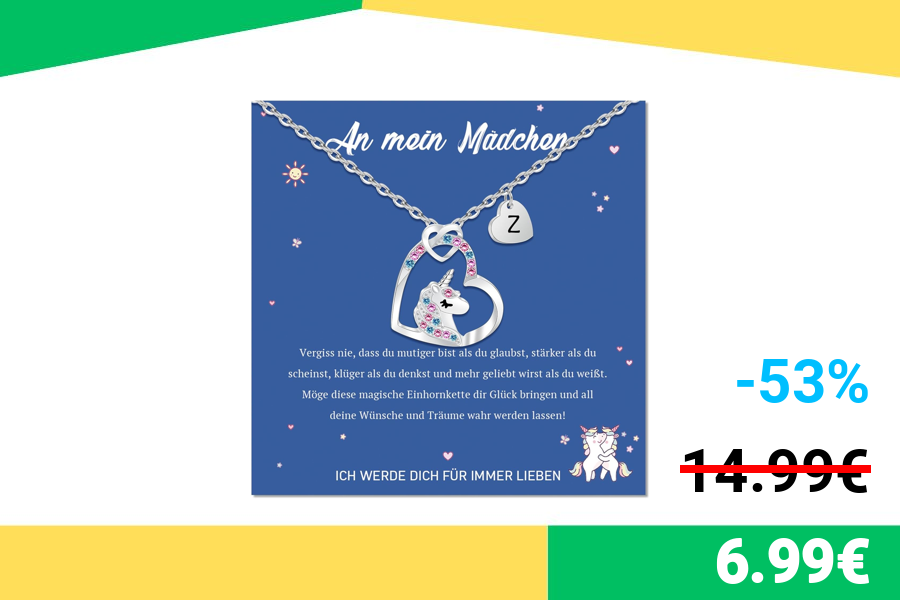 An mein Mädchen
Z
Vergiss nie, dass du mutiger bist als du glaubst, stärker als du
scheinst, klüger als du denkst und mehr geliebt wirst als du weißt.
Möge diese magische Einhornkette dir Glück bringen und all
deine Wünsche und Träume wahr werden lassen!
ICH WERDE DICH FÜR IMMER LIEBEN
-53%
14.99€
6.99€